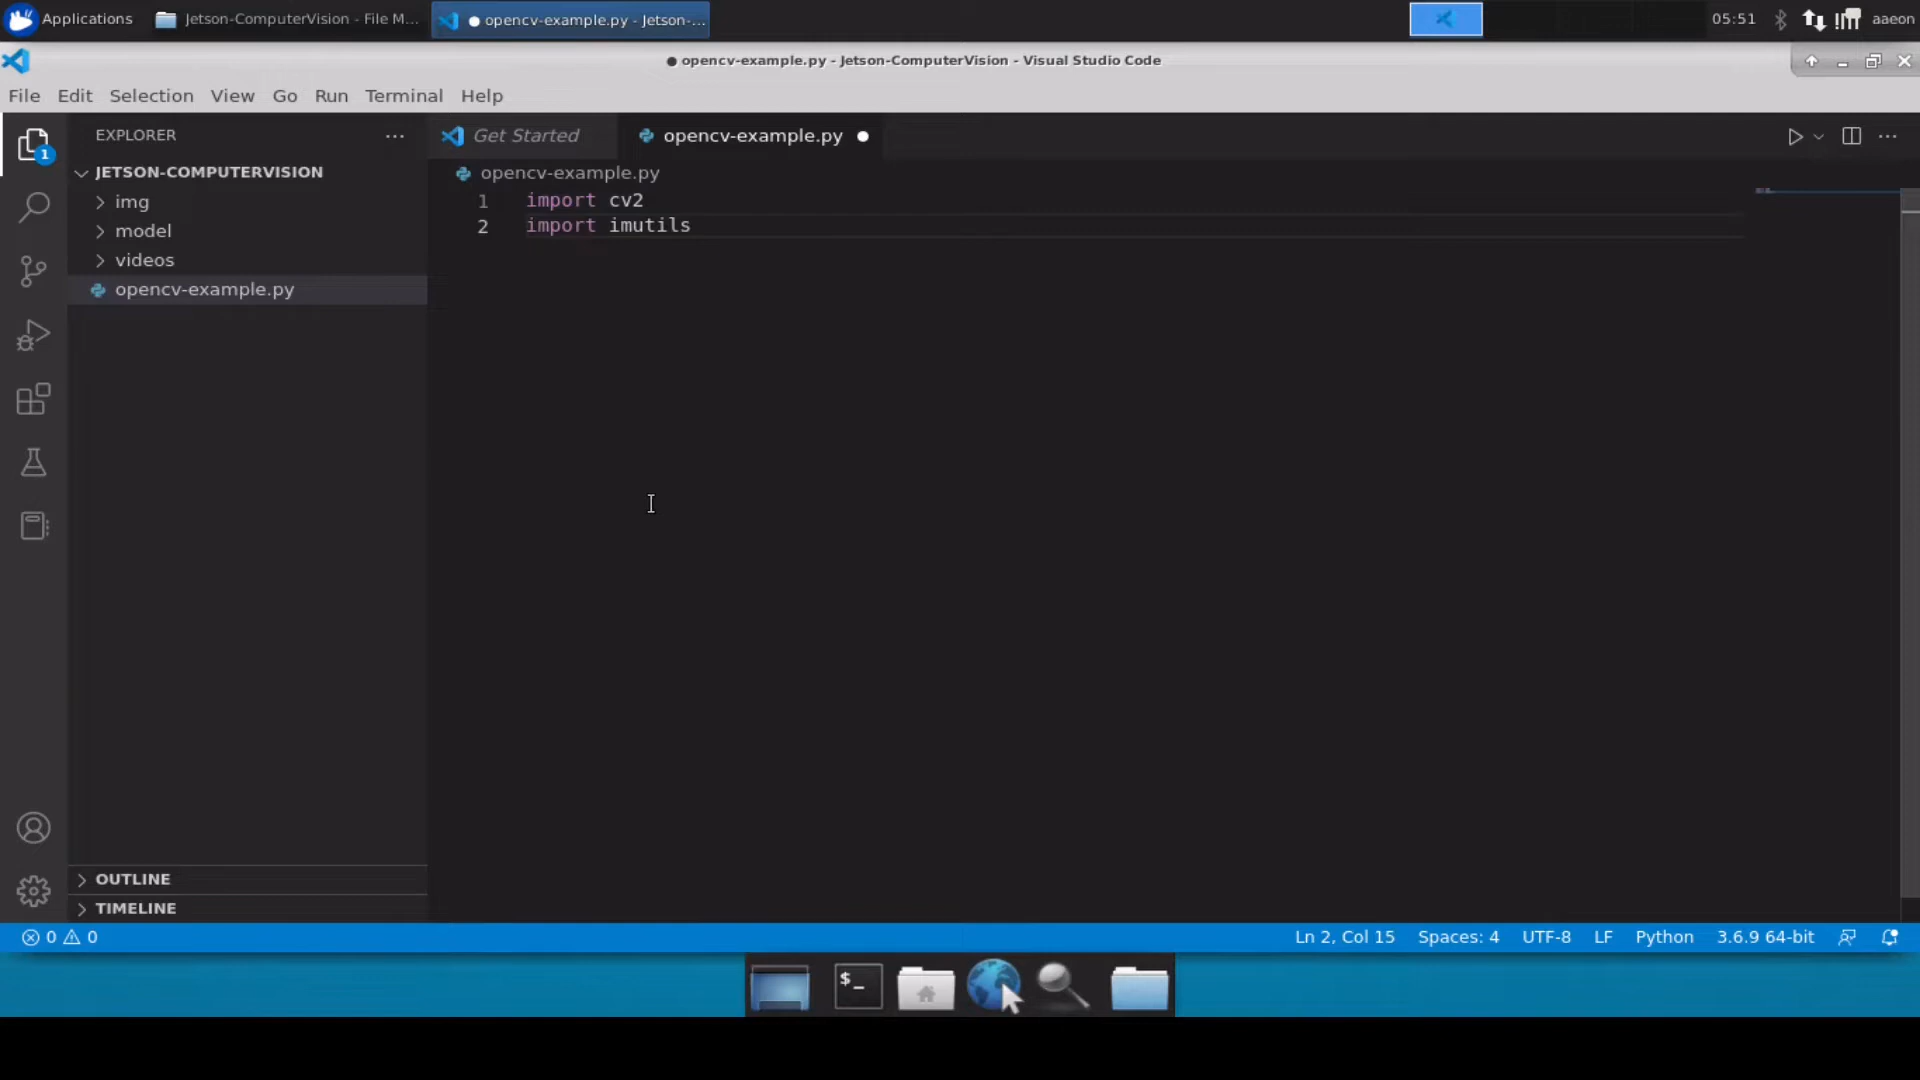 Applications
Jetson-ComputerVision - File M...
● opencv-example.py - Jetson-...
05:51
aaeon
● opencv-example.py - Jetson-ComputerVision - Visual Studio Code
File Edit Selection View Go Run Terminal Help
EXPLORER
1
JETSON-COMPUTERVISION
img
model
videos
opencv-example.py
OUTLINE
TIMELINE
Get Started
opencv-example.py
opencv-example.py
1 import cv2
2 import imutils
0 0
Ln 2, Col 15 Spaces: 4 UTF-8 LF Python 3.6.9 64-bit
$_